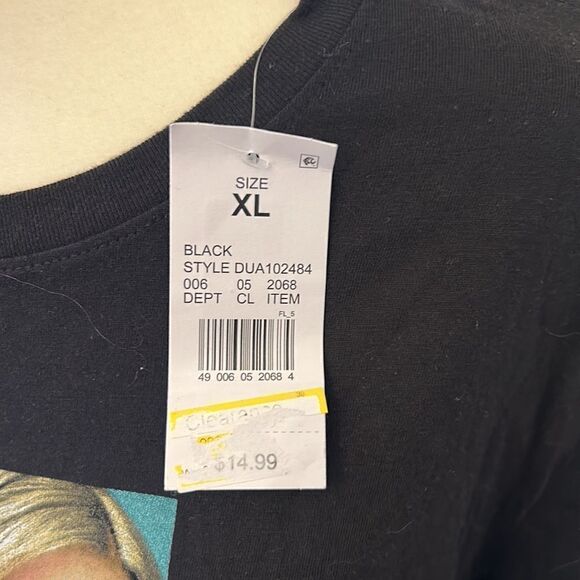 SIZE
XL
BLACK
STYLE DUA102484
006 05 2068
DEPT CL ITEM
FL_5
49 006 05 2068 4
Clearance
$14.99